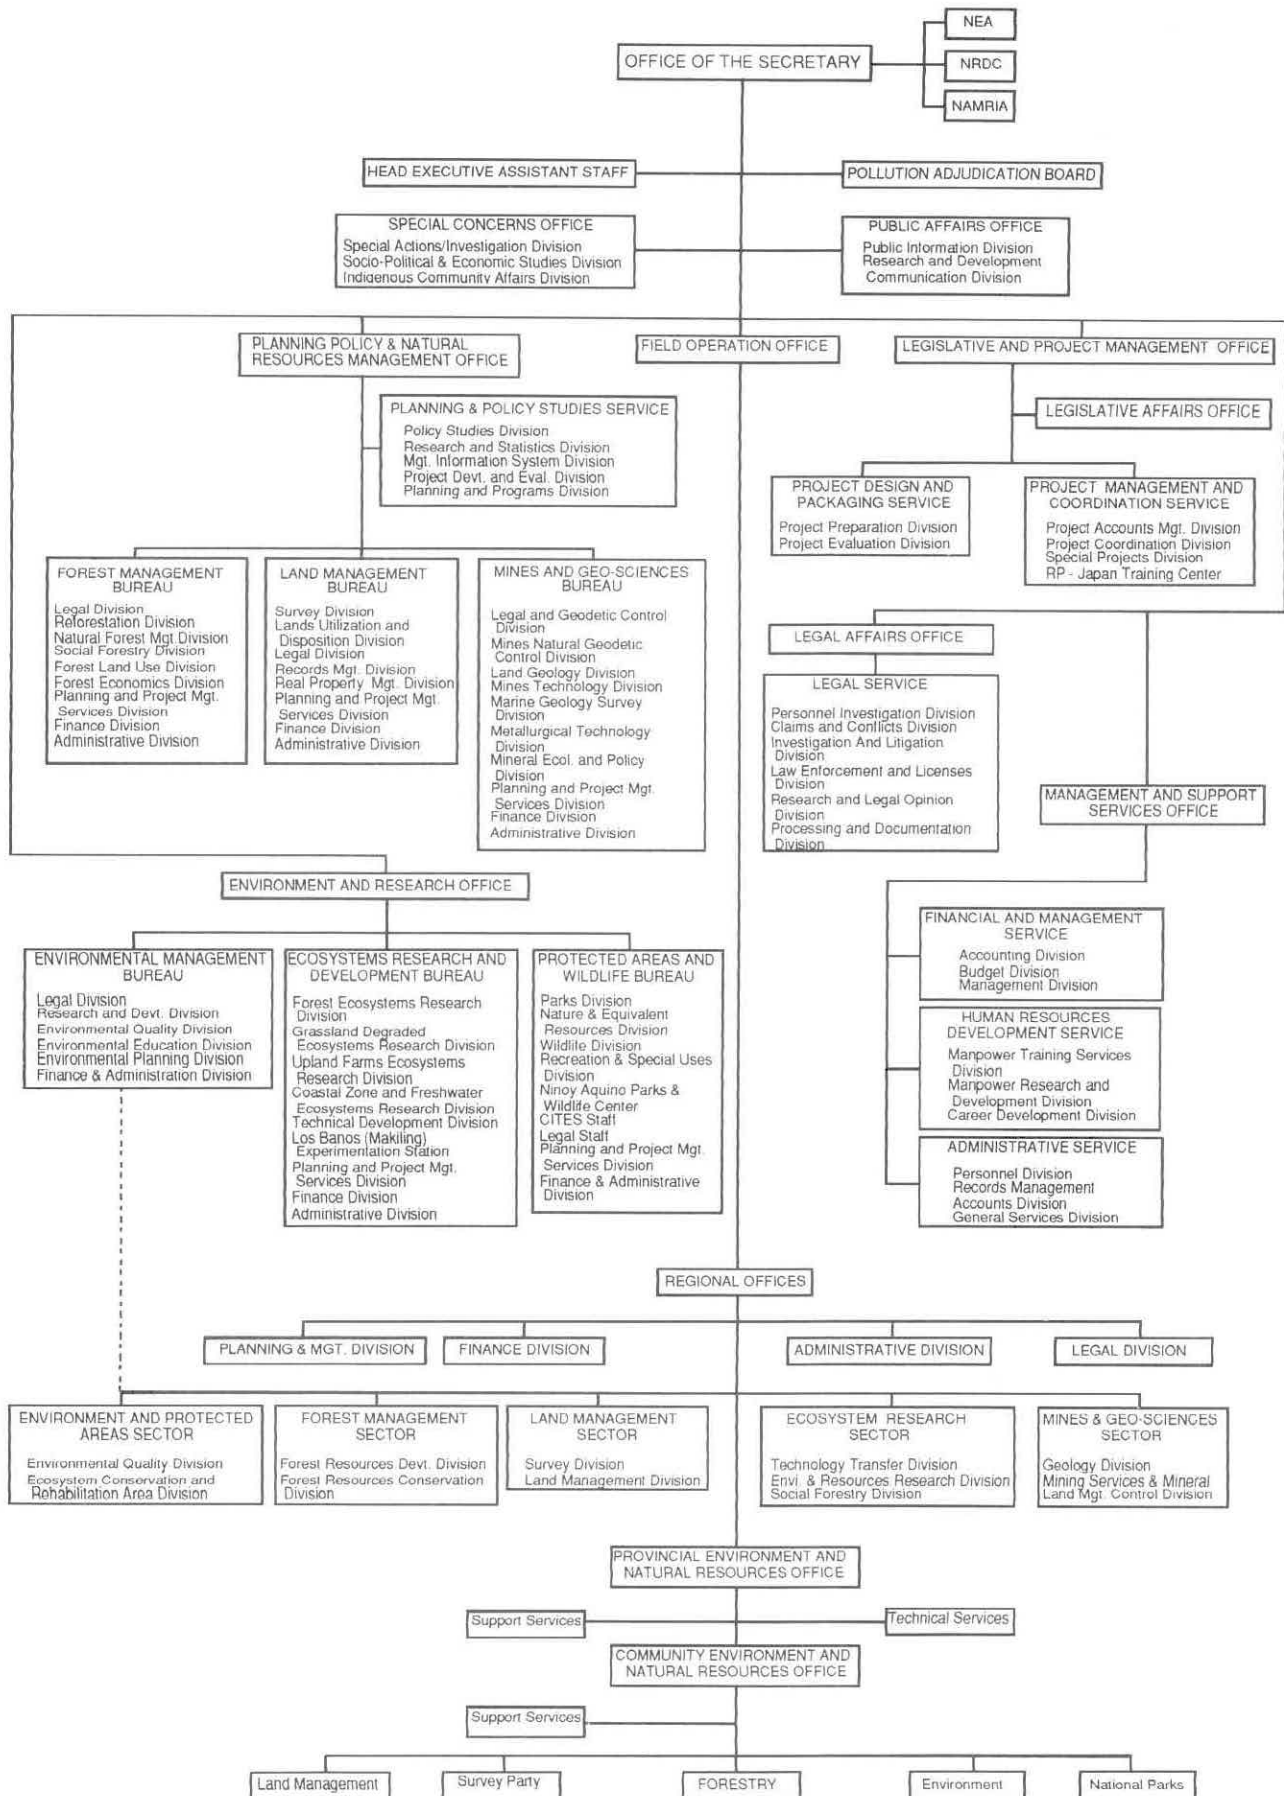 NEA
OFFICE OF THE SECRETARY
NRDC
NAMRIA
HEAD EXECUTIVE ASSISTANT STAFF
POLLUTION ADJUDICATION BOARD
SPECIAL CONCERNS OFFICE
Special Actions/Investigation Division
Socio-Political & Economic Studies Division
Indigenous Community Affairs Division
PUBLIC AFFAIRS OFFICE
Public Information Division
Research and Development
Communication Division
PLANNING POLICY & NATURAL
RESOURCES MANAGEMENT OFFICE
FIELD OPERATION OFFICE
LEGISLATIVE AND PROJECT MANAGEMENT OFFICE
PLANNING & POLICY STUDIES SERVICE
Policy Studies Division
Research and Statistics Division
Mgt. Information System Division
Project Devt. and Eval. Division
Planning and Programs Division
LEGISLATIVE AFFAIRS OFFICE
PROJECT DESIGN AND
PACKAGING SERVICE
Project Preparation Division
Project Evaluation Division
PROJECT MANAGEMENT AND
COORDINATION SERVICE
Project Accounts Mgt. Division
Project Coordination Division
Special Projects Division
RP - Japan Training Center
FOREST MANAGEMENT
BUREAU
Legal Division
Reforestation Division
Natural Forest Mgt.Division
Social Forestry Division
Forest Land Use Division
Forest Economics Division
Planning and Project Mgt.
Services Division
Finance Division
Administrative Division
LAND MANAGEMENT
BUREAU
Survey Division
Lands Utilization and
Disposition Division
Legal Division
Records Mgt. Division
Real Property Mgt. Division
Planning and Project Mgt.
Services Division
Finance Division
Administrative Division
MINES AND GEO-SCIENCES
BUREAU
Legal and Geodetic Control
Division
Mines Natural Geodetic
Control Division
Land Geology Division
Mines Technology Division
Marine Geology Survey
Division
Metallurgical Technology
Division
Mineral Ecol. and Policy
Division
Planning and Project Mgt.
Services Division
Finance Division
Administrative Division
LEGAL AFFAIRS OFFICE
LEGAL SERVICE
Personnel Investigation Division
Claims and Conflicts Division
Investigation And Litigation
Division
Law Enforcement and Licenses
Division
Research and Legal Opinion
Division
Processing and Documentation
Division
MANAGEMENT AND SUPPORT
SERVICES OFFICE
ENVIRONMENT AND RESEARCH OFFICE
ENVIRONMENTAL MANAGEMENT
BUREAU
Legal Division
Research and Devt. Division
Environmental Quality Division
Environmental Education Division
Environmental Planning Division
Finance & Administration Division
ECOSYSTEMS RESEARCH AND
DEVELOPMENT BUREAU
Forest Ecosystems Research
Division
Grassland Degraded
Ecosystems Research Division
Upland Farms Ecosystems
Research Division
Coastal Zone and Freshwater
Ecosystems Research Division
Technical Development Division
Los Banos (Makiling)
Experimentation Station
Planning and Project Mgt.
Services Division
Finance Division
Administrative Division
PROTECTED AREAS AND
WILDLIFE BUREAU
Parks Division
Nature & Equivalent
Resources Division
Wildlife Division
Recreation & Special Uses
Division
Ninoy Aquino Parks &
Wildlife Center
CITES Staff
Legal Staff
Planning and Project Mgt.
Services Division
Finance & Administrative
Division
FINANCIAL AND MANAGEMENT
SERVICE
Accounting Division
Budget Division
Management Division
HUMAN RESOURCES
DEVELOPMENT SERVICE
Manpower Training Services
Division
Manpower Research and
Development Division
Career Development Division
ADMINISTRATIVE SERVICE
Personnel Division
Records Management
Accounts Division
General Services Division
REGIONAL OFFICES
PLANNING & MGT. DIVISION
FINANCE DIVISION
ADMINISTRATIVE DIVISION
LEGAL DIVISION
ENVIRONMENT AND PROTECTED
AREAS SECTOR
Environmental Quality Division
Ecosystem Conservation and
Rehabilitation Area Division
FOREST MANAGEMENT
SECTOR
Forest Resources Devt. Division
Forest Resources Conservation
Division
LAND MANAGEMENT
SECTOR
Survey Division
Land Management Division
ECOSYSTEM RESEARCH
SECTOR
Technology Transfer Division
Envi. & Resources Research Division
Social Forestry Division
MINES & GEO-SCIENCES
SECTOR
Geology Division
Mining Services & Mineral
Land Mgt. Control Division
PROVINCIAL ENVIRONMENT AND
NATURAL RESOURCES OFFICE
Support Services
Technical Services
COMMUNITY ENVIRONMENT AND
NATURAL RESOURCES OFFICE
Support Services
Land Management
Survey Party
FORESTRY
Environment
National Parks